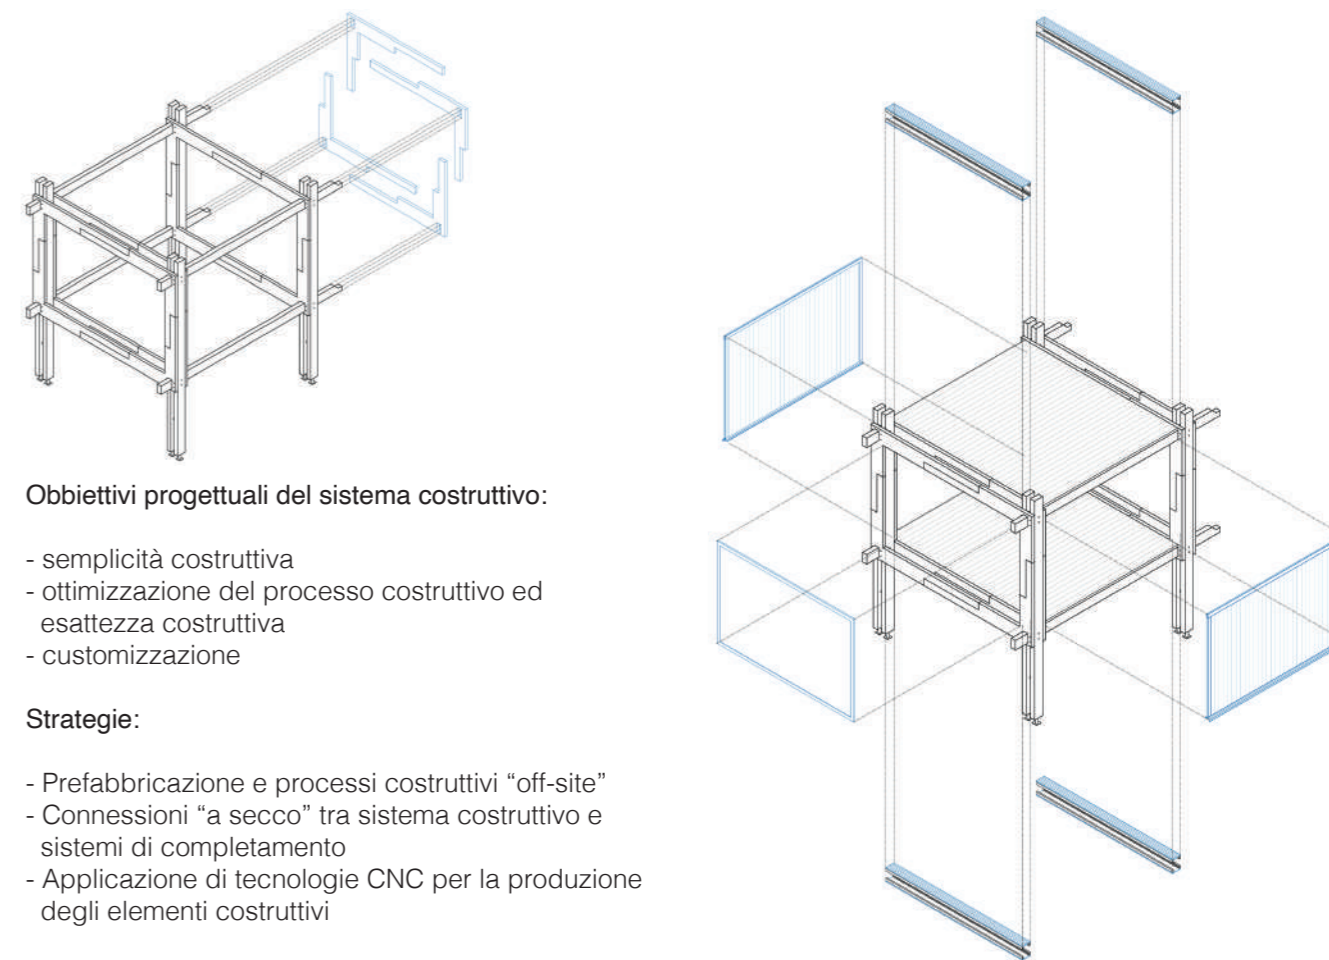 Obbiettivi progettuali del sistema costruttivo:
- semplicità costruttiva
- ottimizzazione del processo costruttivo ed
esattezza costruttiva
- customizzazione
Strategie:
- Prefabbricazione e processi costruttivi “off-site”
- Connessioni “a secco” tra sistema costruttivo e
sistemi di completamento
- Applicazione di tecnologie CNC per la produzione
degli elementi costruttivi